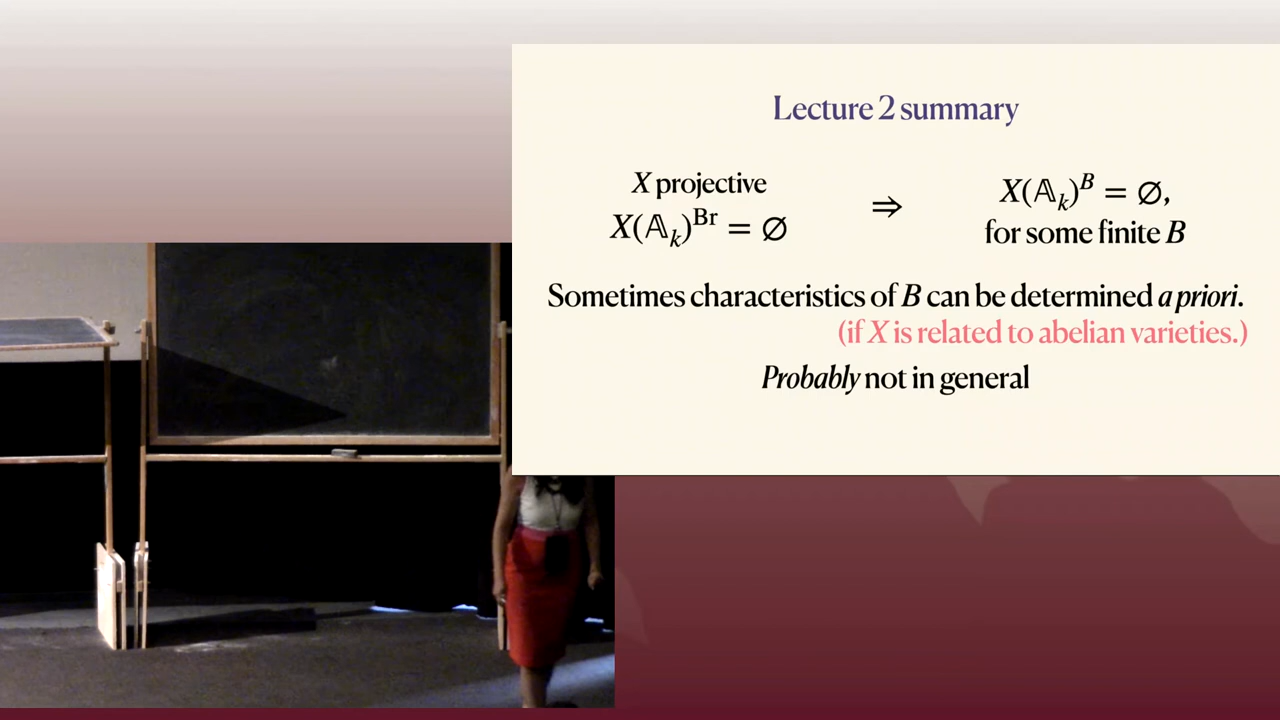 Lecture 2 summary
X projective
X(𝔸_k)^Br = ∅
⇒
X(𝔸_k)^B = ∅,
for some finite B
Sometimes characteristics of B can be determined a priori.
(if X is related to abelian varieties.)
Probably not in general